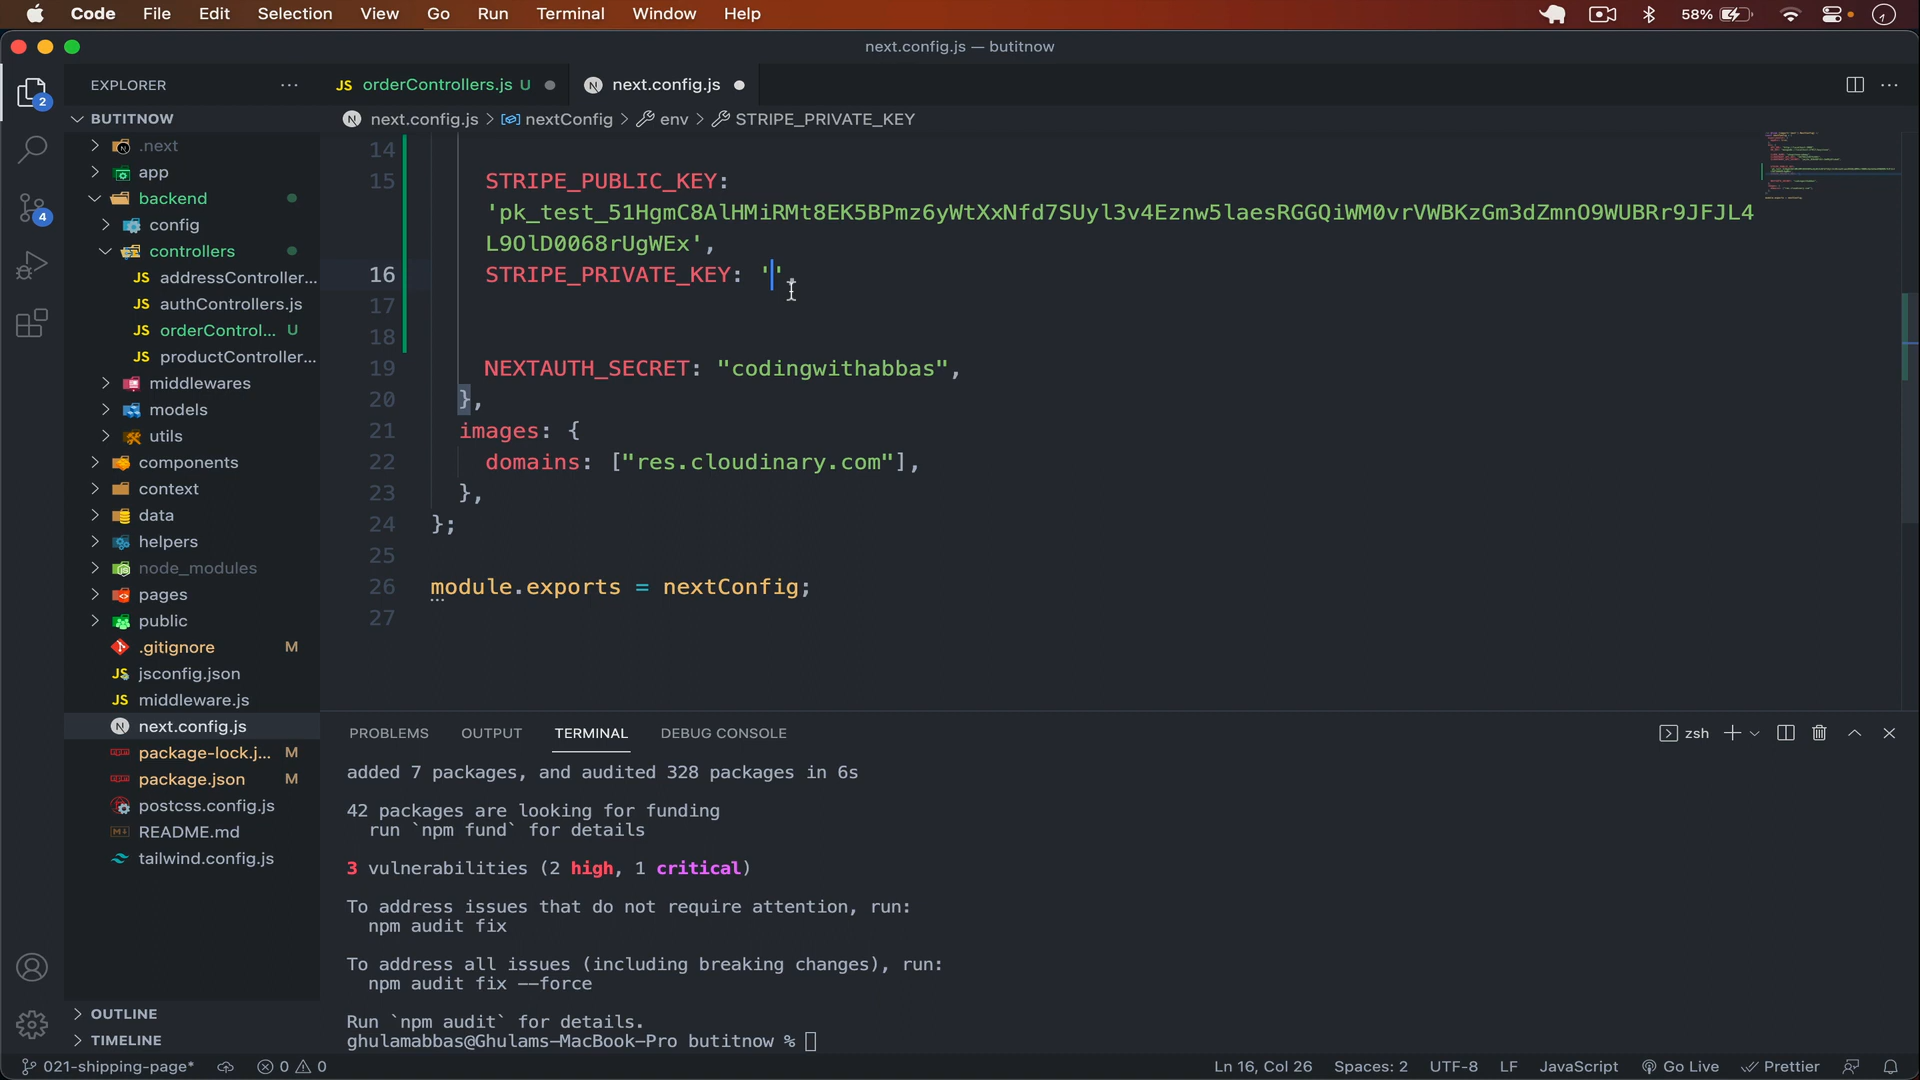 Code File Edit Selection View Go Run Terminal Window Help 58%
next.config.js — butitnow
EXPLORER
JS orderControllers.js U
N next.config.js
2
BUTITNOW
N next.config.js > nextConfig > env > STRIPE_PRIVATE_KEY
.next
app
backend
config
4
controllers
JS addressController...
JS authControllers.js
JS orderControl... U
JS productController...
middlewares
models
utils
components
context
data
helpers
node_modules
pages
public
.gitignore M
JS jsconfig.json
JS middleware.js
N next.config.js
package-lock.j... M
package.json M
postcss.config.js
README.md
tailwind.config.js
OUTLINE
TIMELINE
14
15 STRIPE_PUBLIC_KEY:
'pk_test_51HgmC8AlHMiRMt8EK5BPmz6yWtXxNfd7SUyl3v4Eznw5laesRGGQiWM0vrVWBKzGm3dZmnO9WUBRr9JFJL4
L9OlD0068rUgWEx',
16 STRIPE_PRIVATE_KEY: '',
17
18
19 NEXTAUTH_SECRET: "codingwithabbas",
20 },
21 images: {
22 domains: ["res.cloudinary.com"],
23 },
24 };
25
26 module.exports = nextConfig;
27
PROBLEMS OUTPUT TERMINAL DEBUG CONSOLE zsh
added 7 packages, and audited 328 packages in 6s
42 packages are looking for funding
run `npm fund` for details
3 vulnerabilities (2 high, 1 critical)
To address issues that do not require attention, run:
npm audit fix
To address all issues (including breaking changes), run:
npm audit fix --force
Run `npm audit` for details.
ghulamabbas@Ghulams-MacBook-Pro butitnow %
021-shipping-page* 0 0 Ln 16, Col 26 Spaces: 2 UTF-8 LF JavaScript Go Live Prettier